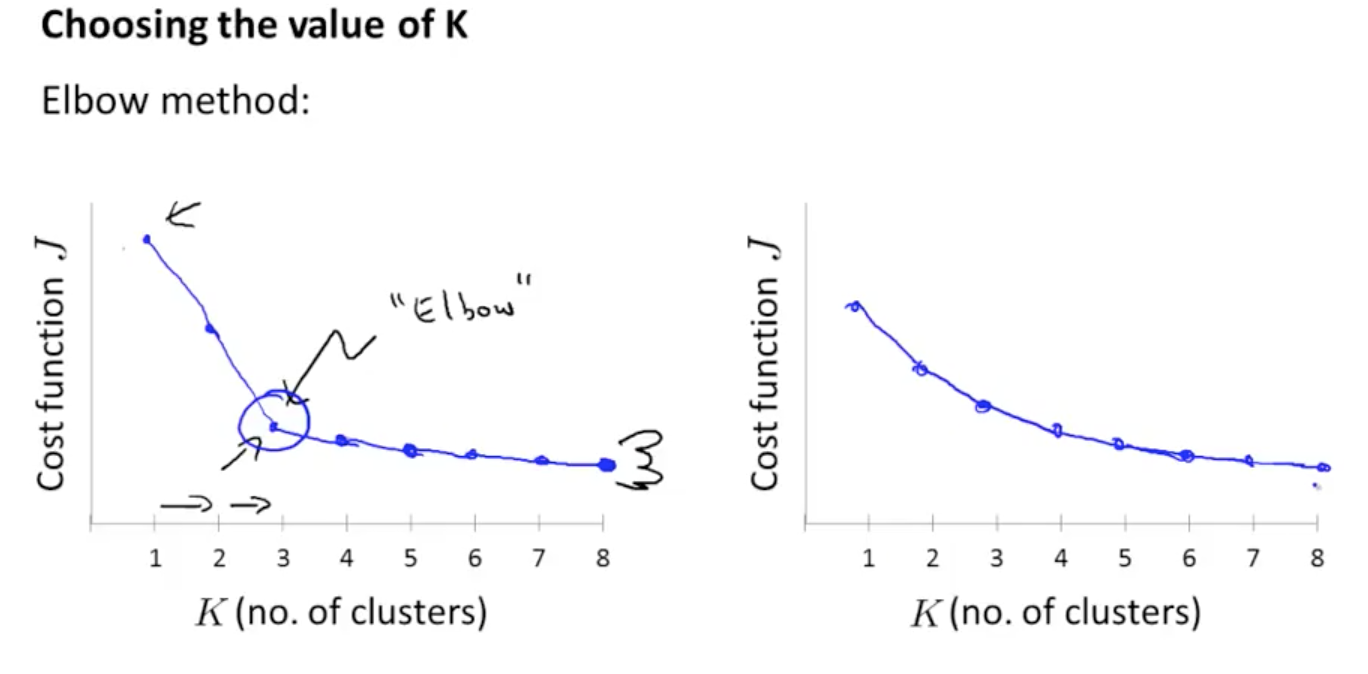 Choosing the value of K
Elbow method:
"Elbow"
Cost function J
1 2 3 4 5 6 7 8
K (no. of clusters)
Cost function J
1 2 3 4 5 6 7 8
K (no. of clusters)